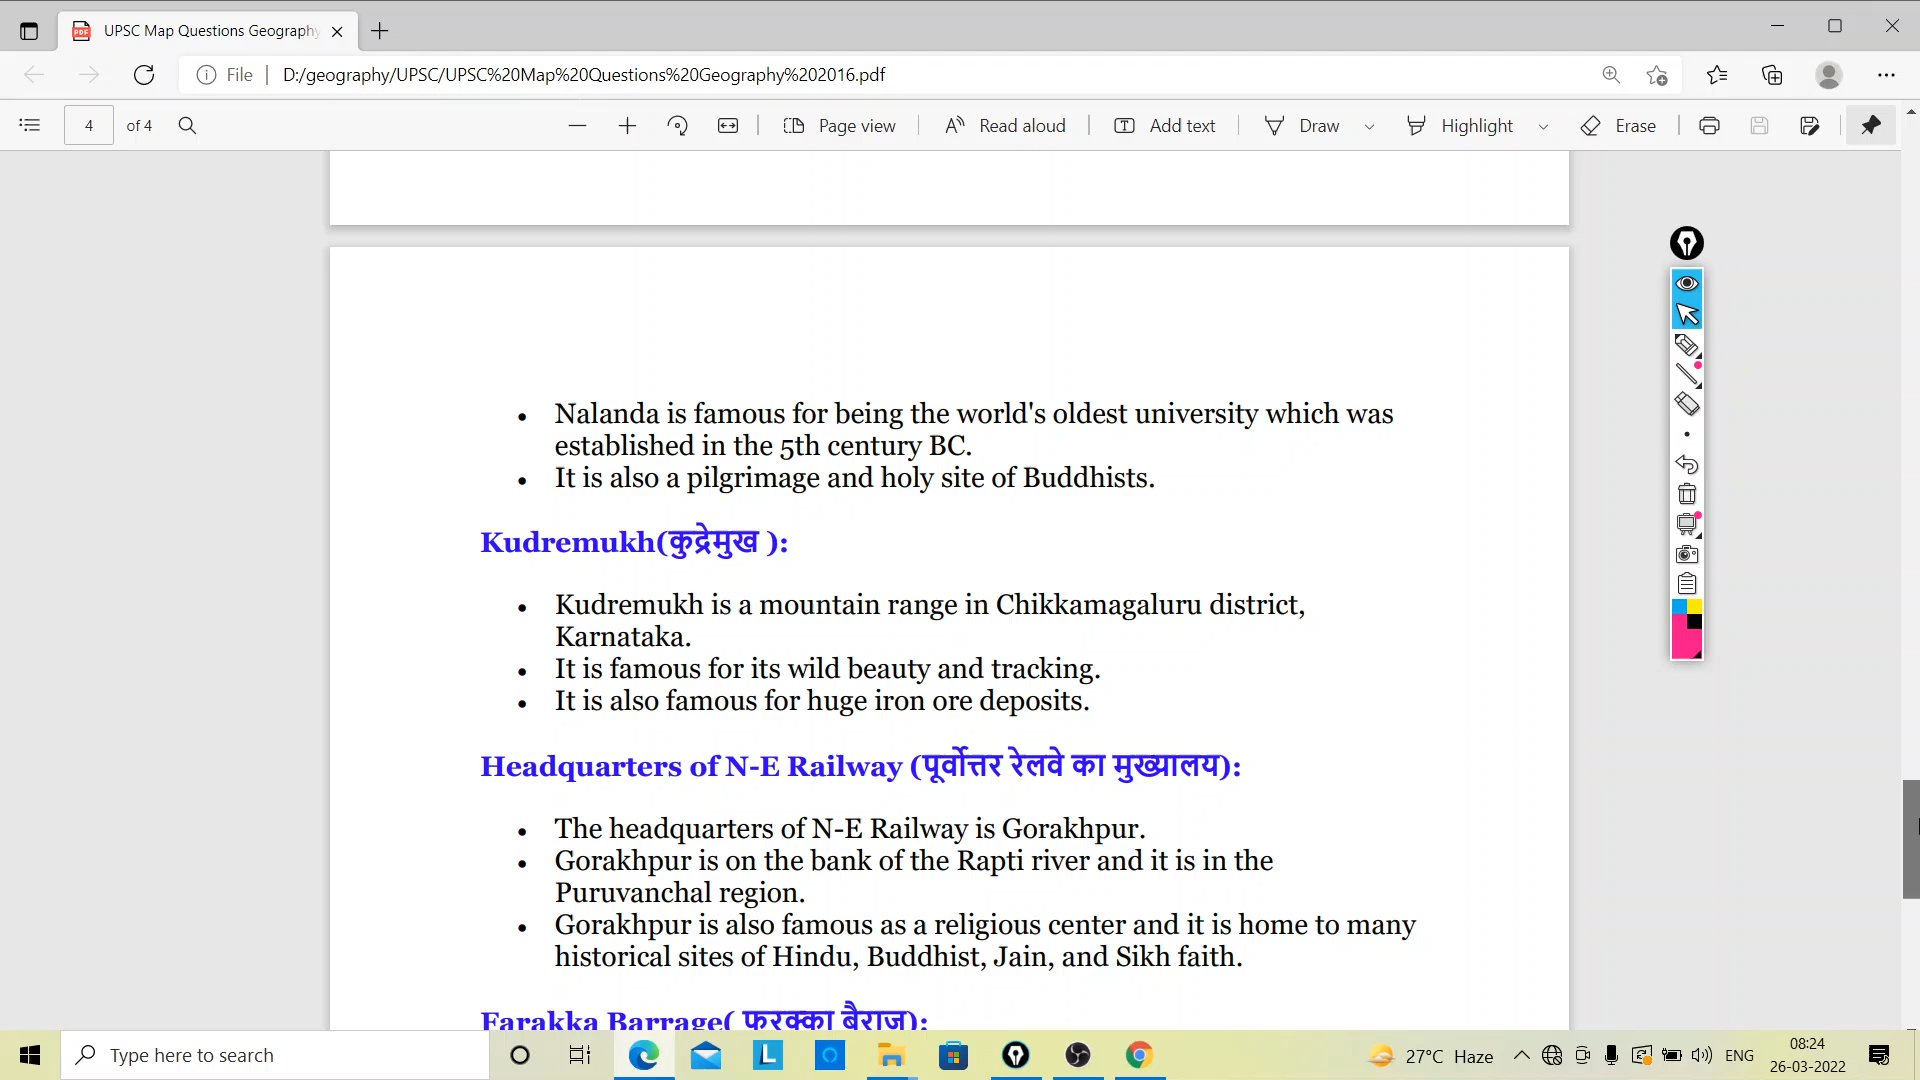 UPSC Map Questions Geography
File
D:/geography/UPSC/UPSC%20Map%20Questions%20Geography%202016.pdf
4 of 4
Page view
Read aloud
Add text
Draw
Highlight
Erase
• Nalanda is famous for being the world's oldest university which was
established in the 5th century BC.
• It is also a pilgrimage and holy site of Buddhists.
Kudremukh(कुद्रेमुख ):
• Kudremukh is a mountain range in Chikkamagaluru district,
Karnataka.
• It is famous for its wild beauty and tracking.
• It is also famous for huge iron ore deposits.
Headquarters of N-E Railway (पूर्वोत्तर रेलवे का मुख्यालय):
• The headquarters of N-E Railway is Gorakhpur.
• Gorakhpur is on the bank of the Rapti river and it is in the
Puruvanchal region.
• Gorakhpur is also famous as a religious center and it is home to many
historical sites of Hindu, Buddhist, Jain, and Sikh faith.
Farakka Barrage( फरक्का बैराज):
Type here to search
27°C Haze
ENG
08:24
26-03-2022